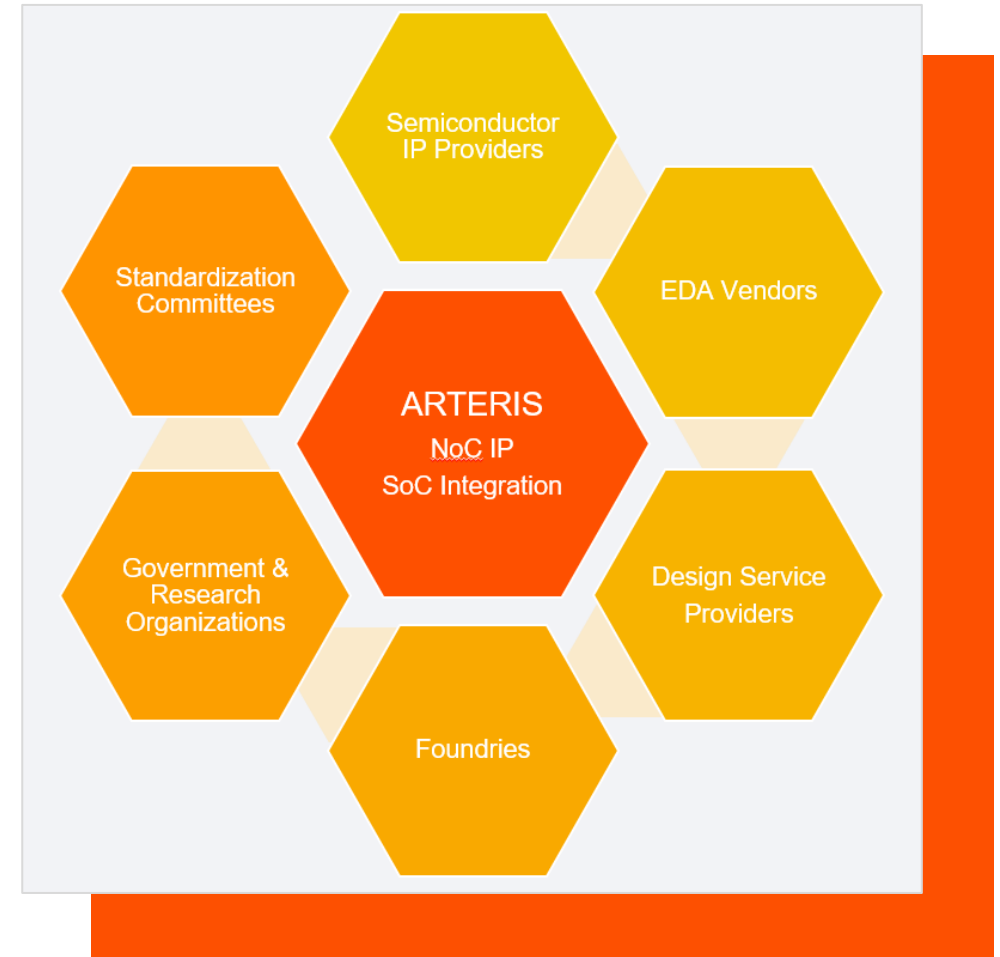 Semiconductor
IP Providers
Standardization
Committees
EDA Vendors
ARTERIS
NoC IP
SoC Integration
Government &
Research
Organizations
Design Service
Providers
Foundries